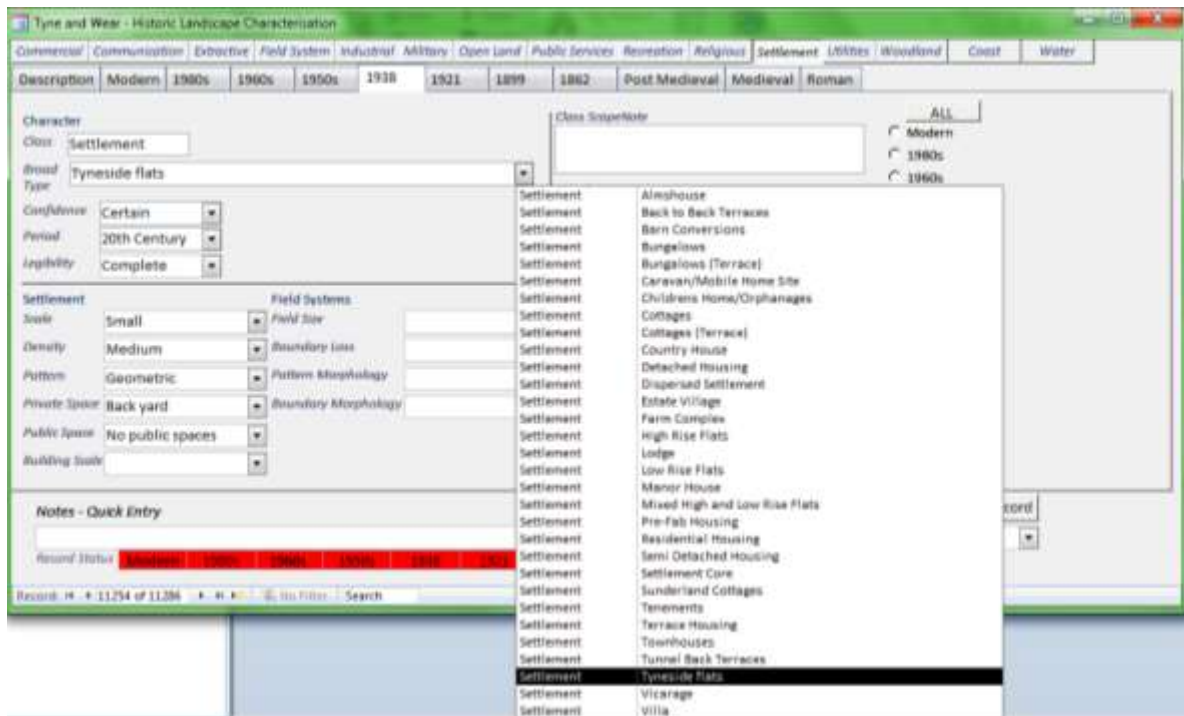 Tyne and Wear - Historic Landscape Characterisation
Commercial Communication Extractive Field System Industrial Military Open Land Public Services Recreation Religious Settlement Utilities Woodland Coast Water
Description Modern 1980s 1960s 1950s 1938 1921 1899 1862 Post Medieval Medieval Roman
Character
Class ScopeNote
ALL
Class Settlement
Modern
1980s
Broad Type Tyneside flats
1960s
Confidence Certain
Period 20th Century
Legibility Complete
Settlement
Field Systems
Scale Small
Field Size
Density Medium
Boundary Loss
Pattern Geometric
Pattern Morphology
Private Space Back yard
Boundary Morphology
Public Space No public spaces
Building Scale
Settlement Almshouse
Settlement Back to Back Terraces
Settlement Barn Conversions
Settlement Bungalows
Settlement Bungalows (Terrace)
Settlement Caravan/Mobile Home Site
Settlement Childrens Home/Orphanages
Settlement Cottages
Settlement Cottages (Terrace)
Settlement Country House
Settlement Detached Housing
Settlement Dispersed Settlement
Settlement Estate Village
Settlement Farm Complex
Settlement High Rise Flats
Settlement Lodge
Settlement Low Rise Flats
Settlement Manor House
Settlement Mixed High and Low Rise Flats
Settlement Pre-Fab Housing
Settlement Residential Housing
Settlement Semi Detached Housing
Settlement Settlement Core
Settlement Sunderland Cottages
Settlement Tenements
Settlement Terrace Housing
Settlement Townhouses
Settlement Tunnel Back Terraces
Settlement Tyneside flats
Settlement Vicarage
Settlement Villa
Notes - Quick Entry
cord
Record Status Modern 1980s 1960s 1950s 1938 1921
Record: 11254 of 11286 No Filter Search